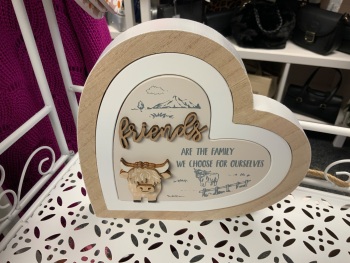 friends
ARE THE FAMILY
WE CHOOSE FOR OURSELVES